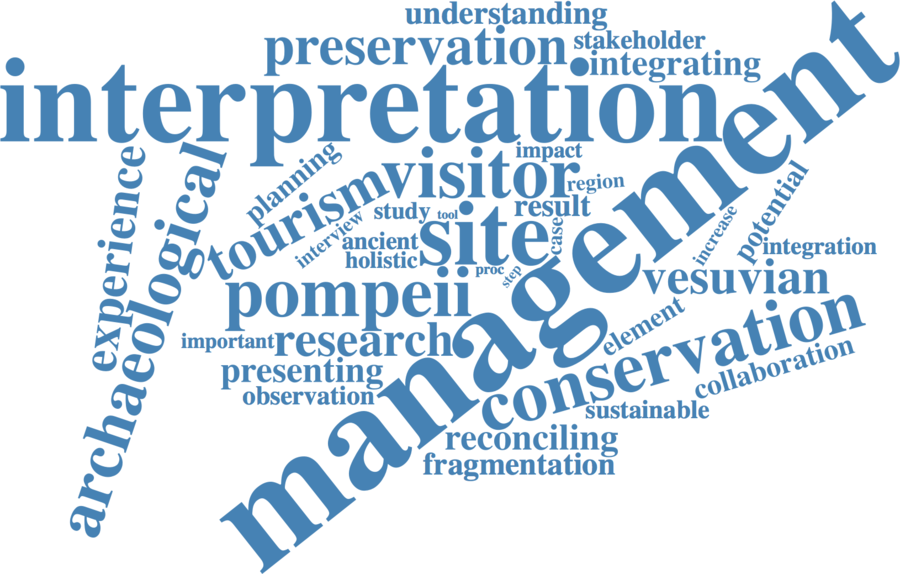 understanding
preservation
stakeholder
integrating
interpretation
management
impact
planning
visitor
region
experience
archaeological
tourism
interview
study
tool
result
potential
site
case
increase
ancient
holistic
integration
proc
step
vesuvian
pompeii
element
important
research
conservation
presenting
collaboration
observation
sustainable
reconciling
fragmentation